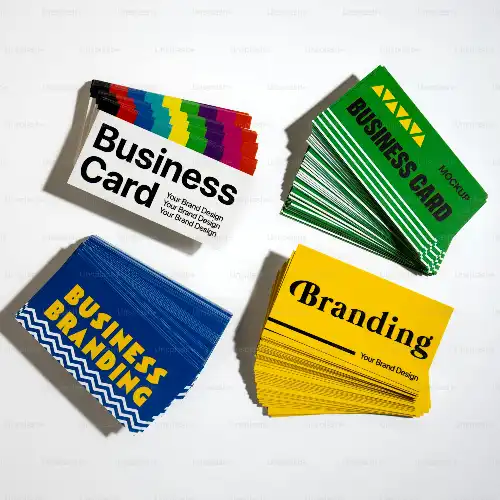 Business
Card
Your Brand Design
Your Brand Design
Your Brand Design
BUSINESS CARD
MOCKUP
BUSINESS
BRANDING
Branding
Your Brand Design